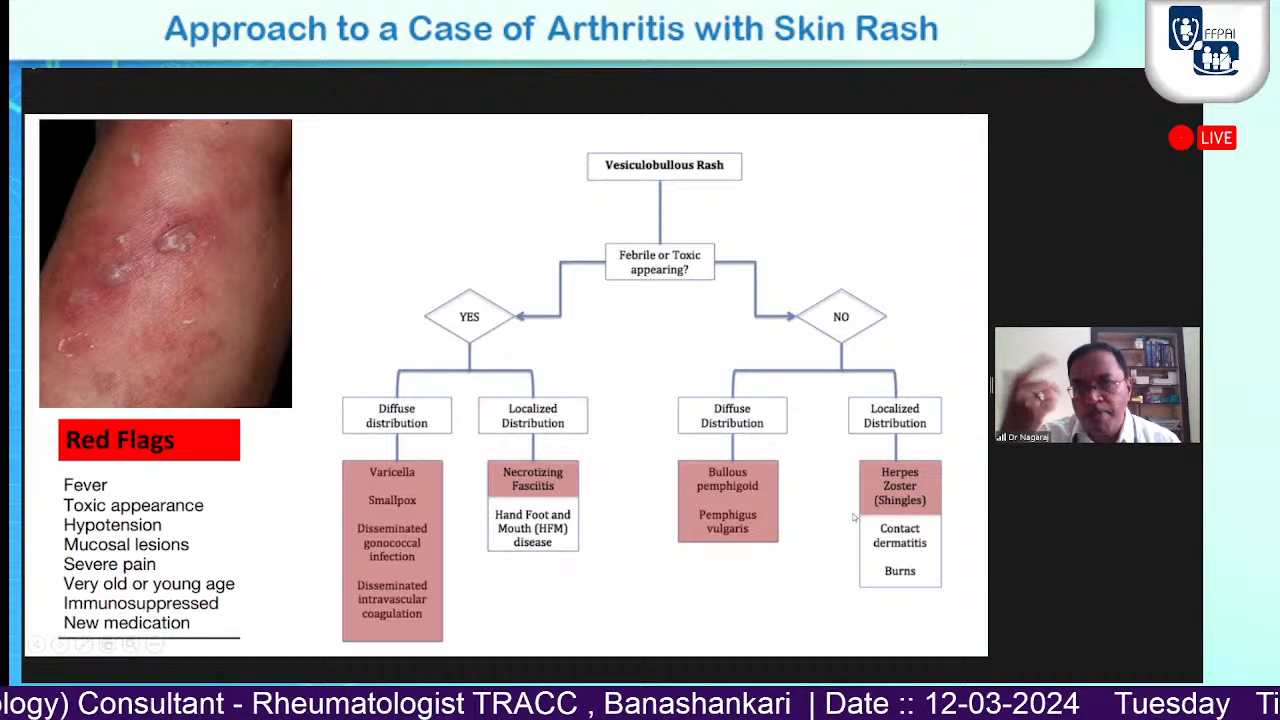 Approach to a Case of Arthritis with Skin Rash
FFPAI
LIVE
Vesiculobullous Rash
Febrile or Toxic
appearing?
YES
NO
Diffuse
distribution
Localized
Distribution
Diffuse
Distribution
Localized
Distribution
Varicella
Smallpox
Disseminated
gonococcal
infection
Disseminated
intravascular
coagulation
Necrotizing
Fasciitis
Hand Foot and
Mouth (HFM)
disease
Bullous
pemphigoid
Pemphigus
vulgaris
Herpes
Zoster
(Shingles)
Contact
dermatitis
Burns
Red Flags
Fever
Toxic appearance
Hypotension
Mucosal lesions
Severe pain
Very old or young age
Immunosuppressed
New medication
Dr Nagaraj
ology) Consultant - Rheumatologist TRACC , Banashankari | Date :: 12-03-2024 Tuesday Ti